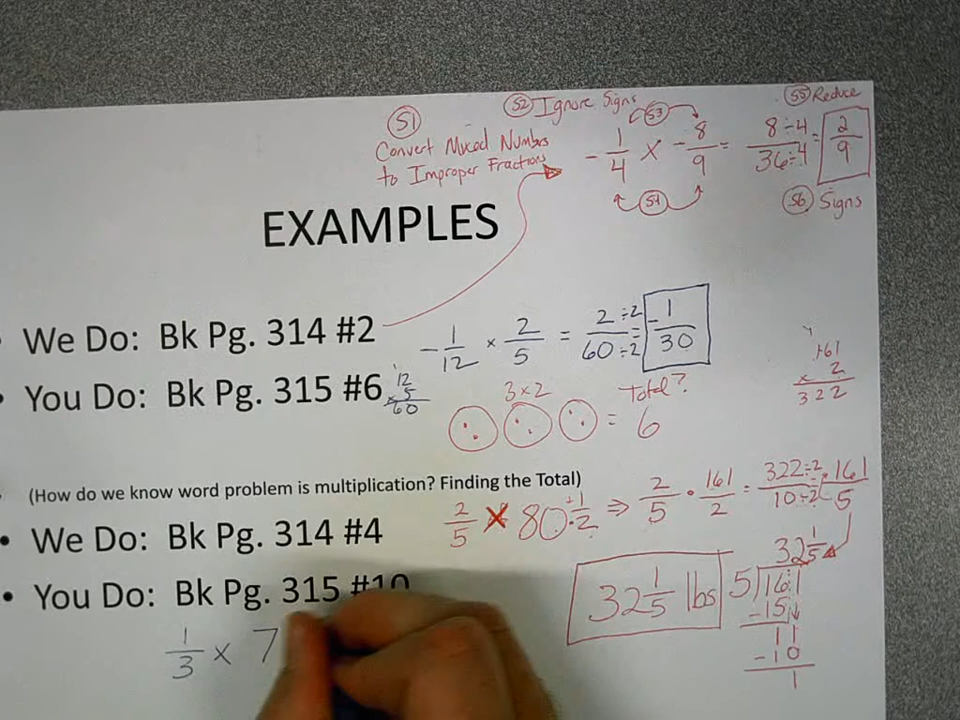 S1
Convert Mixed Numbers
to Improper Fractions
S2 Ignore Signs
S3
- 1/4 × - 8/9 = 8÷4/36÷4 = 2/9
S4
S5 Reduce
S6 Signs
EXAMPLES
We Do: Bk Pg. 314 #2
- 1/12 × 2/5 = 2÷2/60÷2 = - 1/30
You Do: Bk Pg. 315 #6
12
× 5
60
3×2
Total?
= 6
161
× 2
322
(How do we know word problem is multiplication? Finding the Total)
We Do: Bk Pg. 314 #4
2/5 × 80 + 1/2 ⇒ 2/5 · 161/2 = 322÷2/10÷2 = 161/5
You Do: Bk Pg. 315 #10
32 1/5 lbs
32 1/5
5)161
-15
11
-10
1
1/3 × 7